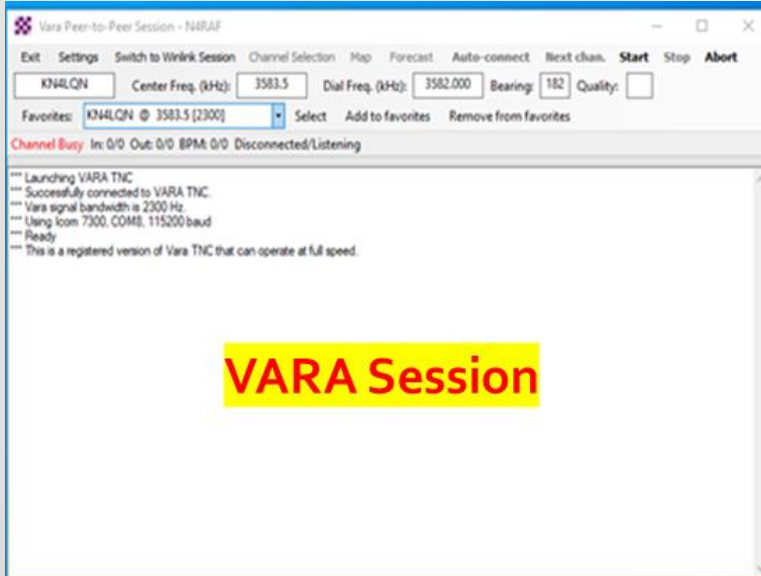 Vara Peer-to-Peer Session - N4RAF
Exit Settings Switch to Winlink Session Channel Selection Map Forecast Auto-connect Next chan. Start Stop Abort
KN4LQN Center Freq. (kHz): 3583.5 Dial Freq. (kHz): 3582.000 Bearing: 182 Quality:
Favorites: KN4LQN @ 3583.5 [2300] Select Add to favorites Remove from favorites
Channel Busy In: 0/0 Out: 0/0 BPM: 0/0 Disconnected/Listening
*** Launching VARA TNC
*** Successfully connected to VARA TNC.
*** Vara signal bandwidth is 2300 Hz.
*** Using Icom 7300, COM8, 115200 baud
*** Ready
*** This is a registered version of Vara TNC that can operate at full speed.
VARA Session